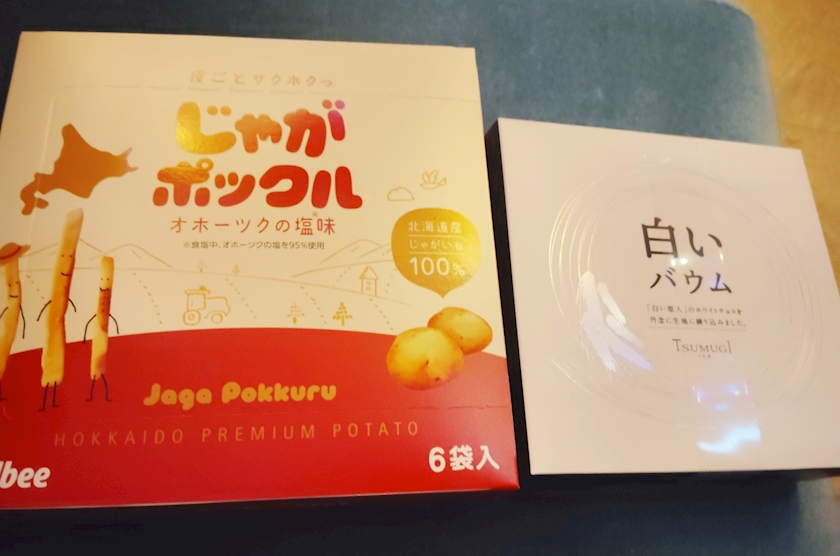 皮ごとサクホクっ
じゃが
ポックル
オホーツクの塩味
※食塩中、オホーツクの塩を95%使用
北海道産
じゃがいも
100%
Jaga Pokkuru
HOKKAIDO PREMIUM POTATO
6袋入
lbee
白い
バウム
「白い恋人」のホワイトチョコを
丹念に生地に練り込みました。
TSUMUGI
つむぎ